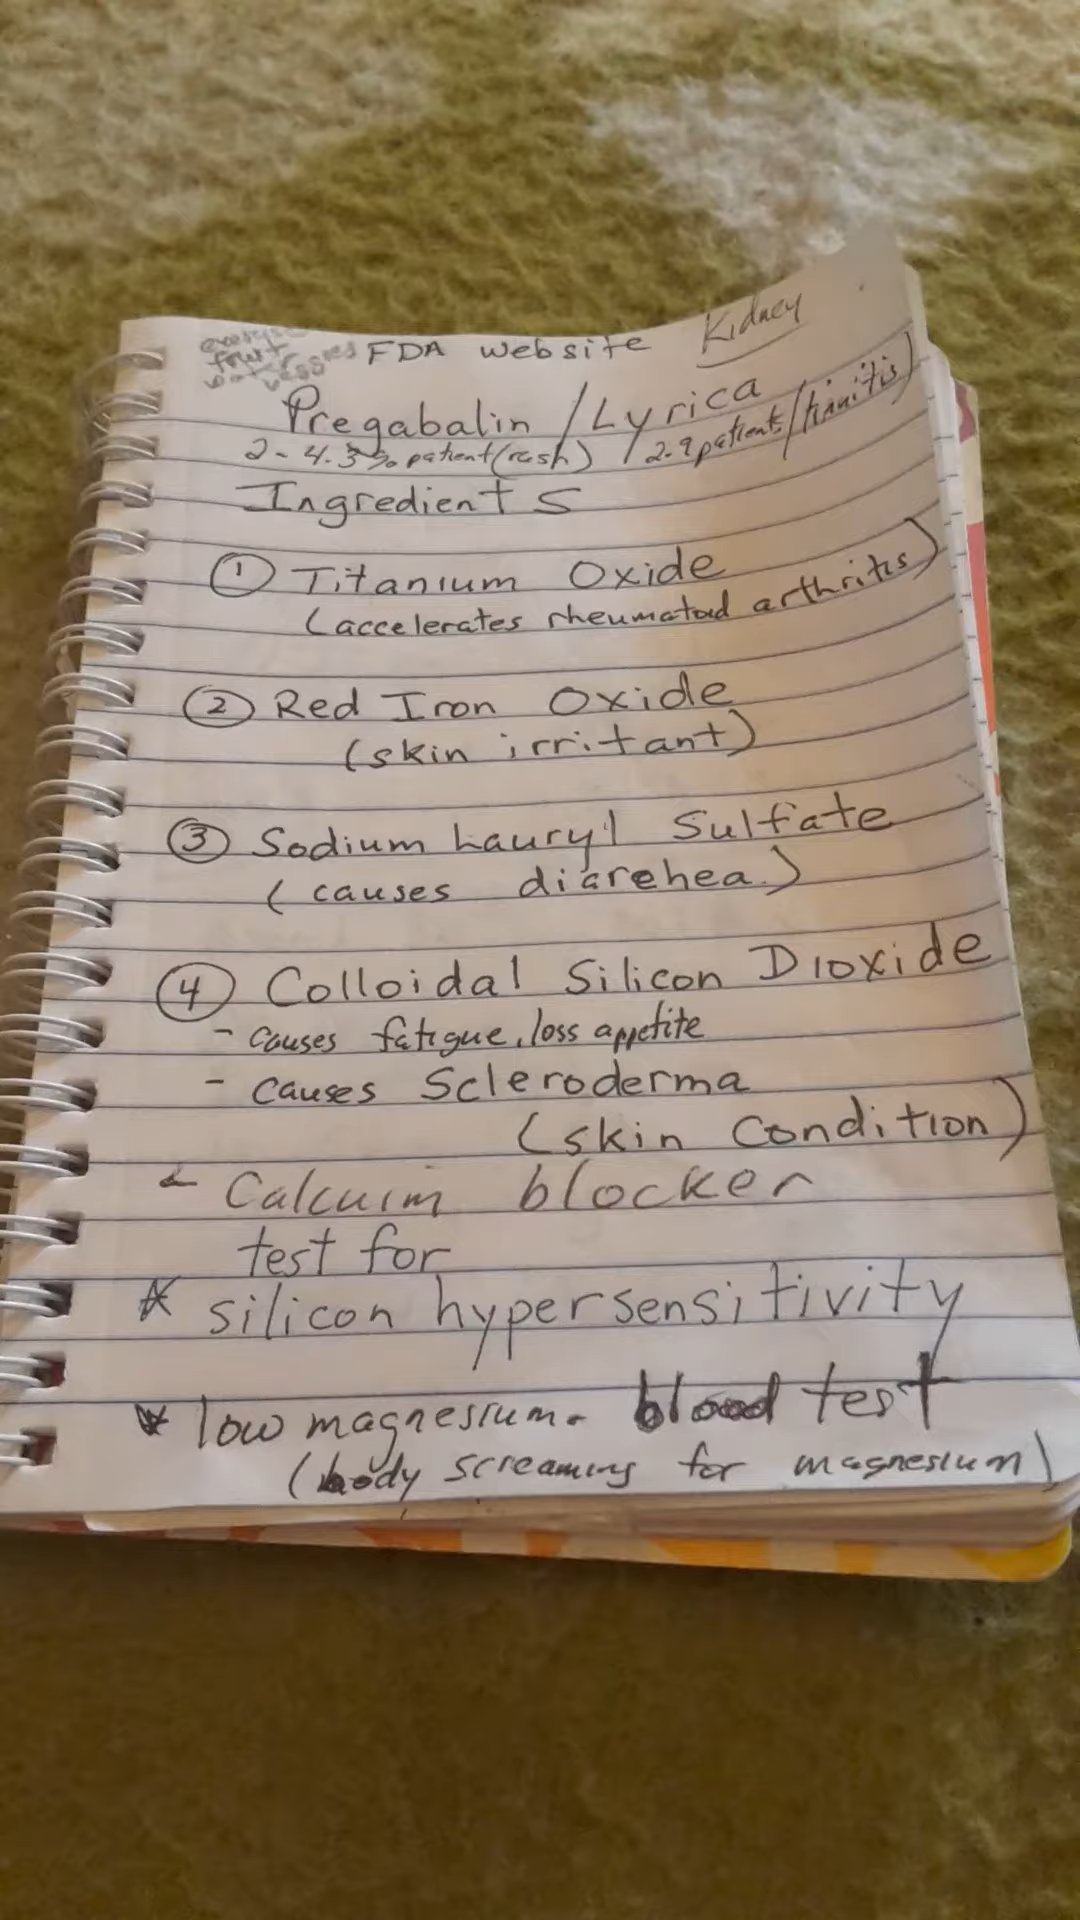 FDA website
Kidney
Pregabalin / Lyrica
2-4.3% patient (rash) / 2.9 patients / tinnitis)
Ingredients
① Titanium Oxide
(accelerates rheumatoid arthritis)
② Red Iron Oxide
(skin irritant)
③ Sodium Lauryl Sulfate
(causes diarehea.)
④ Colloidal Silicon Dioxide
- causes fatigue, loss appetite
- causes Scleroderma
(skin condition)
- Calcuim blocker
test for
* silicon hypersensitivity
* low magnesium - blood test
(body screaming for magnesium)